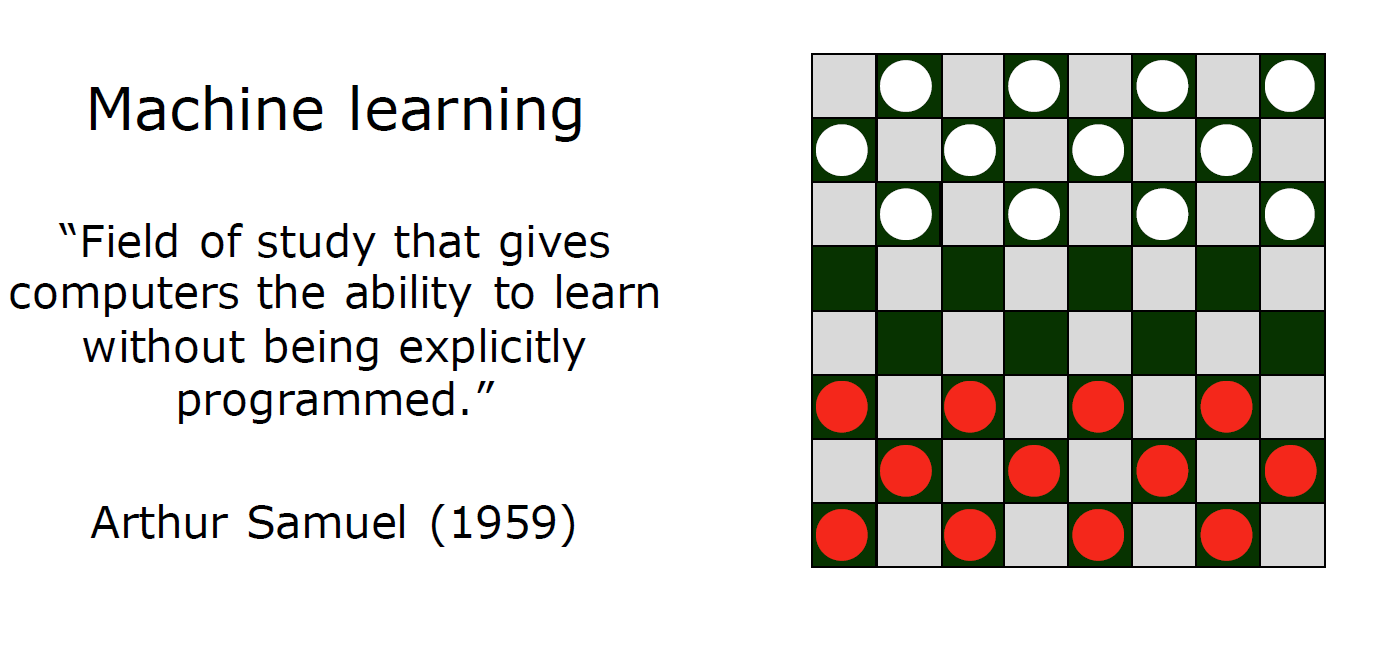 Machine learning
“Field of study that gives
computers the ability to learn
without being explicitly
programmed.”
Arthur Samuel (1959)